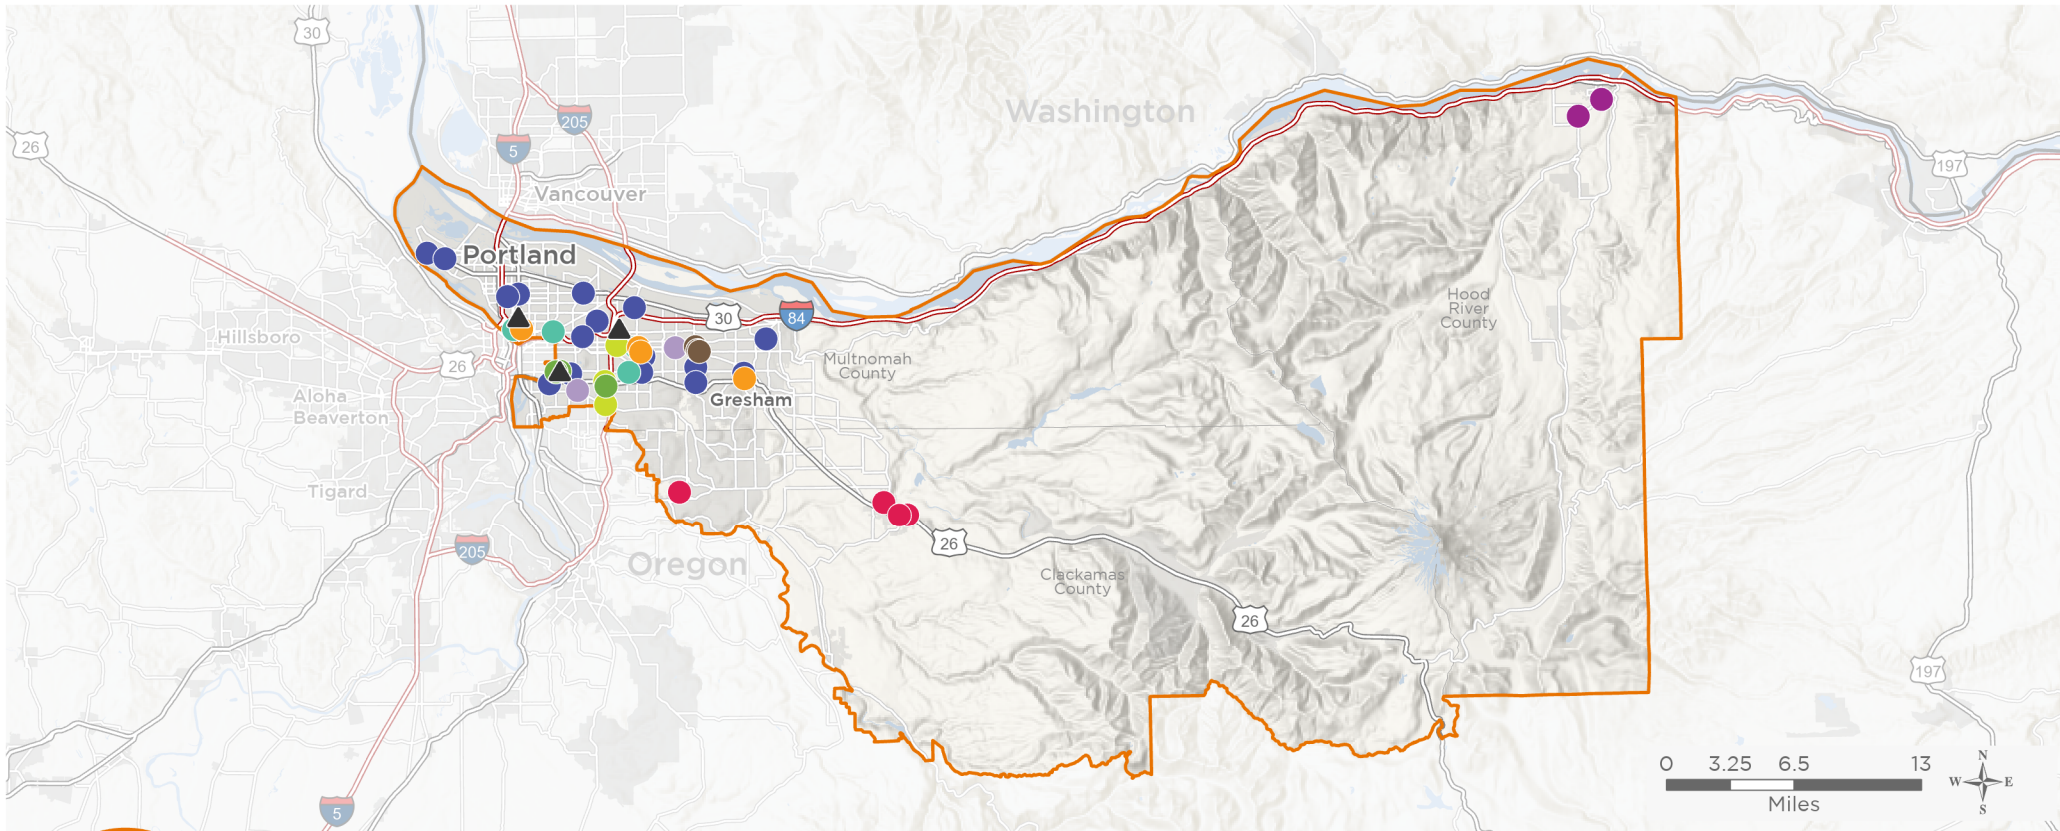 30
26
205
5
Washington
197
Vancouver
Portland
30
84
Hillsboro
26
Hood
River
County
Multnomah
County
Aloha
Beaverton
Gresham
Tigard
205
Oregon
26
Clackamas
County
26
197
5
0 3.25 6.5 13
Miles
N
W E
S